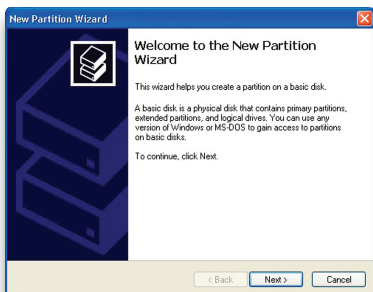 New Partition Wizard
Welcome to the New Partition
Wizard
This wizard helps you create a partition on a basic disk.
A basic disk is a physical disk that contains primary partitions,
extended partitions, and logical drives. You can use any
version of Windows or MS-DOS to gain access to partitions
on basic disks.
To continue, click Next.
< Back Next > Cancel